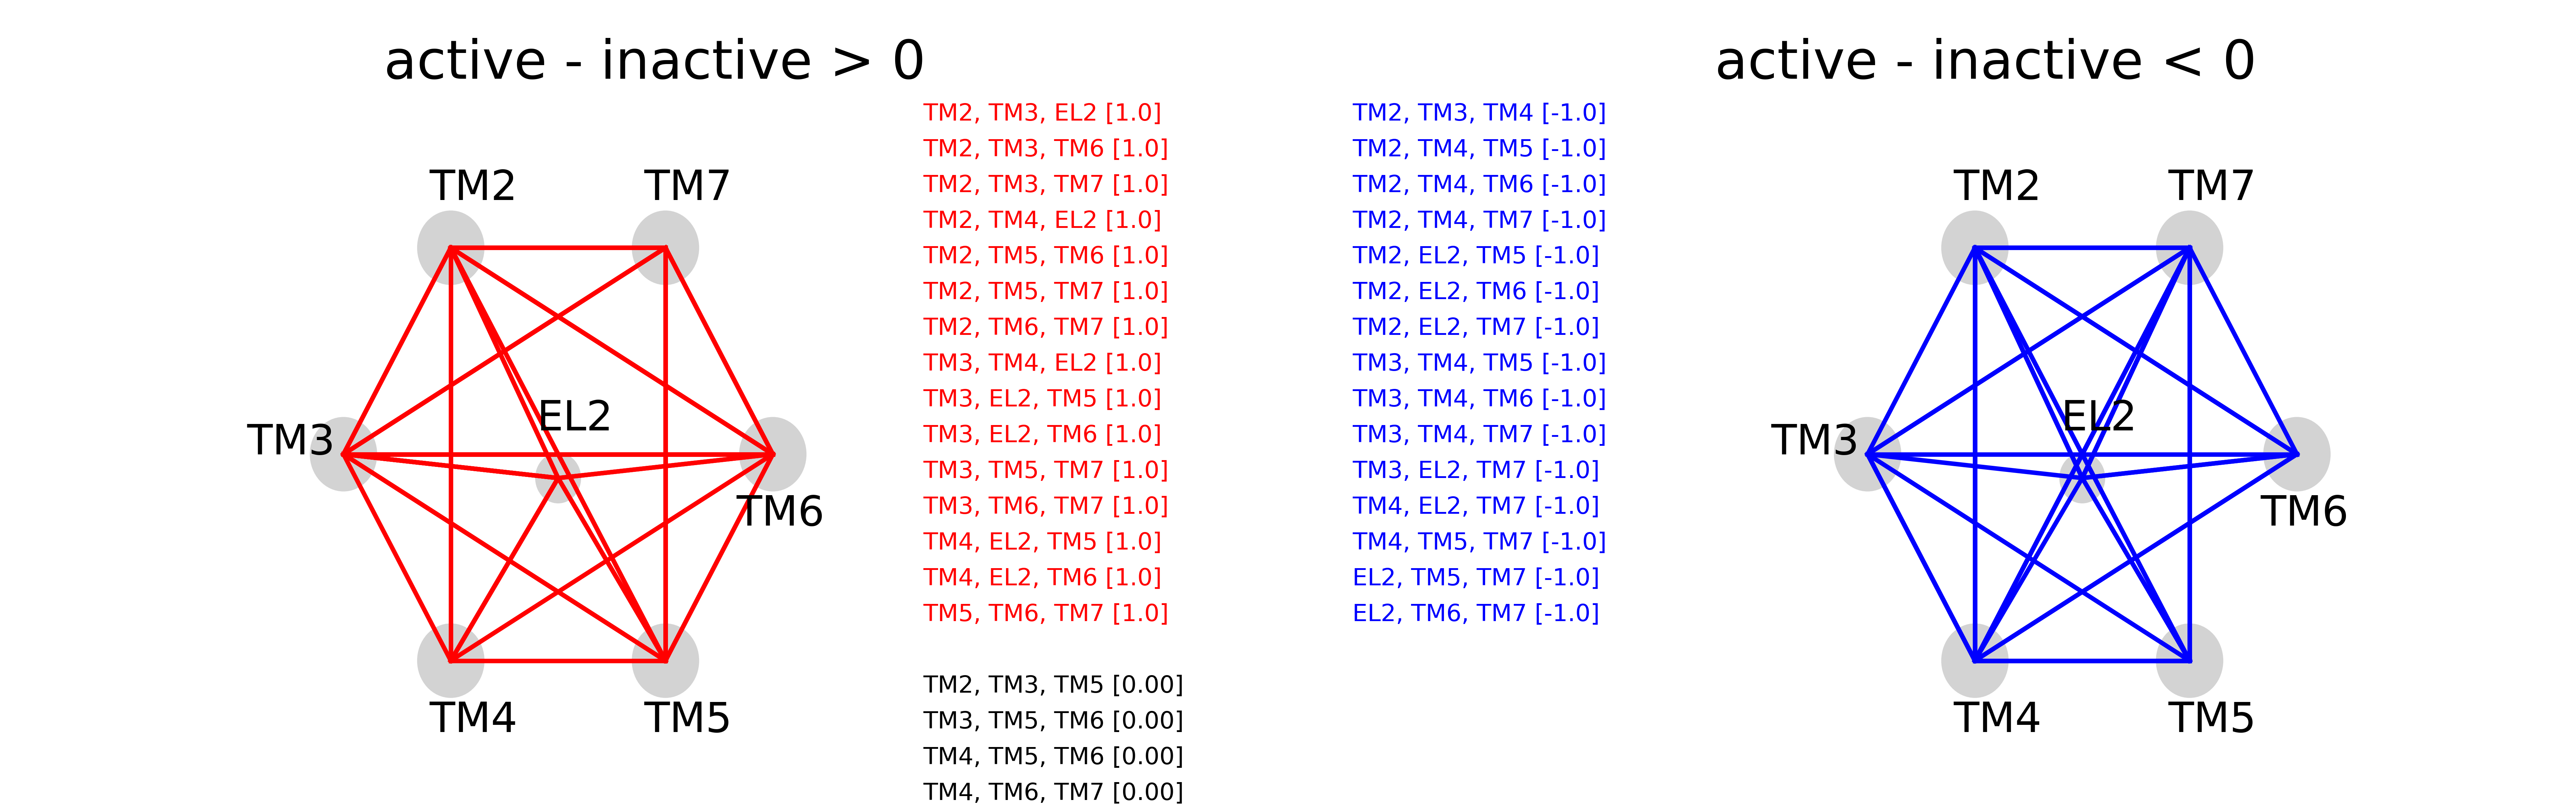 active - inactive > 0
TM2
TM7
TM3
EL2
TM6
TM4
TM5
TM2, TM3, EL2 [1.0]
TM2, TM3, TM6 [1.0]
TM2, TM3, TM7 [1.0]
TM2, TM4, EL2 [1.0]
TM2, TM5, TM6 [1.0]
TM2, TM5, TM7 [1.0]
TM2, TM6, TM7 [1.0]
TM3, TM4, EL2 [1.0]
TM3, EL2, TM5 [1.0]
TM3, EL2, TM6 [1.0]
TM3, TM5, TM7 [1.0]
TM3, TM6, TM7 [1.0]
TM4, EL2, TM5 [1.0]
TM4, EL2, TM6 [1.0]
TM5, TM6, TM7 [1.0]
TM2, TM3, TM5 [0.00]
TM3, TM5, TM6 [0.00]
TM4, TM5, TM6 [0.00]
TM4, TM6, TM7 [0.00]
TM2, TM3, TM4 [-1.0]
TM2, TM4, TM5 [-1.0]
TM2, TM4, TM6 [-1.0]
TM2, TM4, TM7 [-1.0]
TM2, EL2, TM5 [-1.0]
TM2, EL2, TM6 [-1.0]
TM2, EL2, TM7 [-1.0]
TM3, TM4, TM5 [-1.0]
TM3, TM4, TM6 [-1.0]
TM3, TM4, TM7 [-1.0]
TM3, EL2, TM7 [-1.0]
TM4, EL2, TM7 [-1.0]
TM4, TM5, TM7 [-1.0]
EL2, TM5, TM7 [-1.0]
EL2, TM6, TM7 [-1.0]
active - inactive < 0
TM2
TM7
TM3
EL2
TM6
TM4
TM5